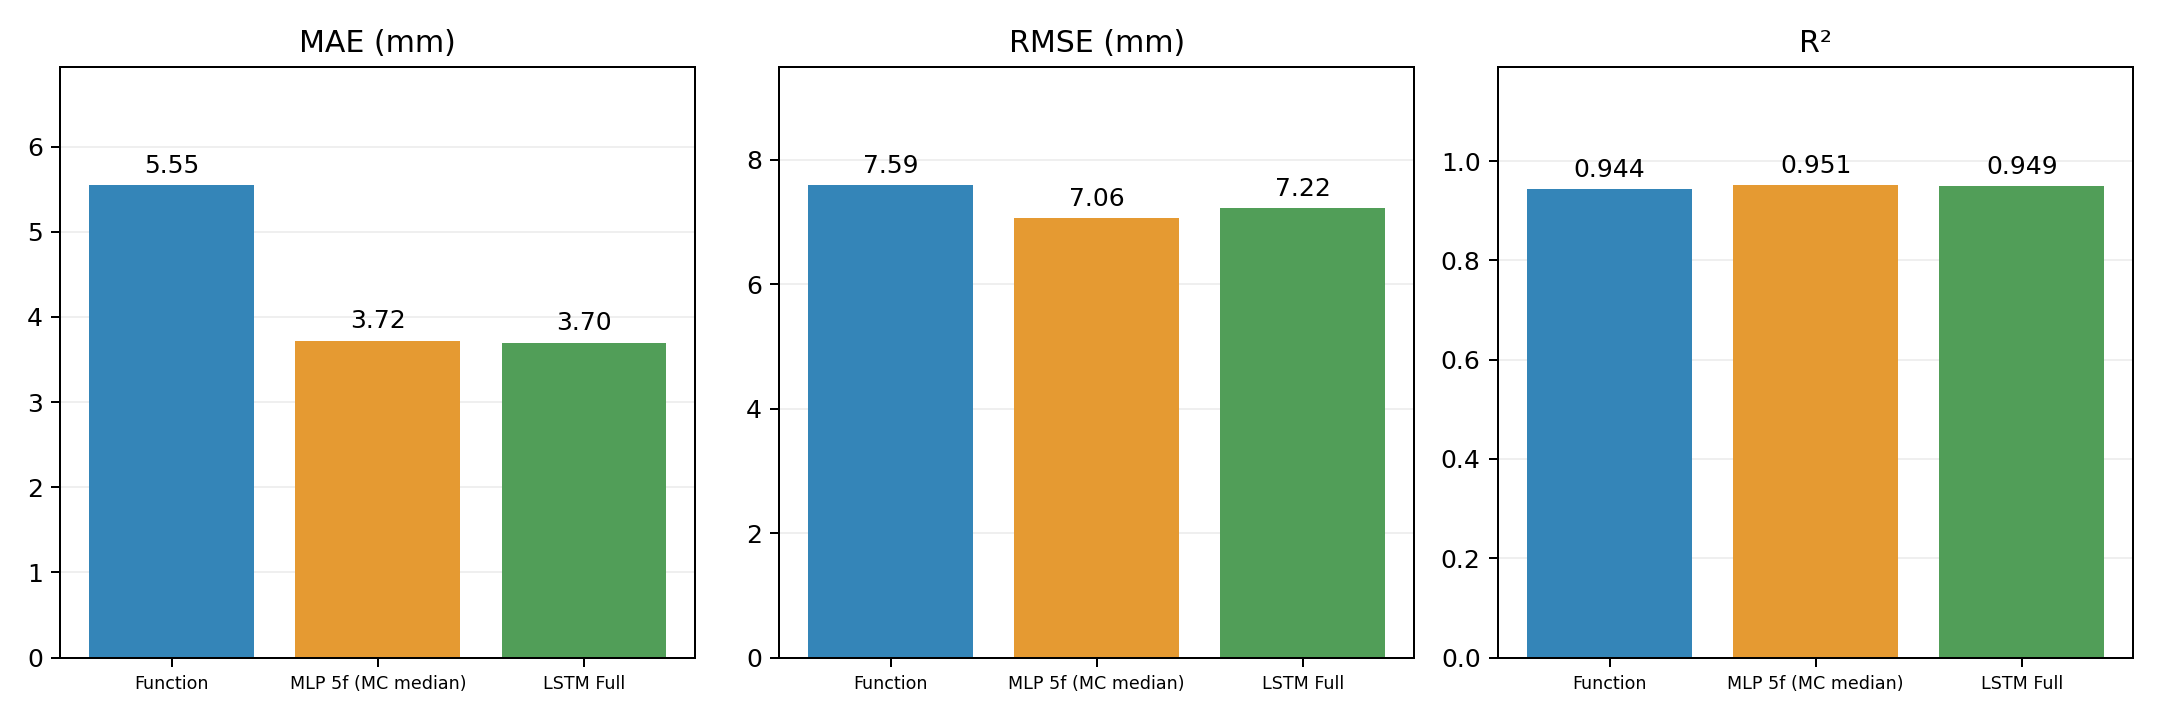 MAE (mm)
6
5
4
3
2
1
0
5.55
3.72
3.70
Function
MLP 5f (MC median)
LSTM Full
RMSE (mm)
8
6
4
2
0
7.59
7.06
7.22
Function
MLP 5f (MC median)
LSTM Full
R²
1.0
0.8
0.6
0.4
0.2
0.0
0.944
0.951
0.949
Function
MLP 5f (MC median)
LSTM Full